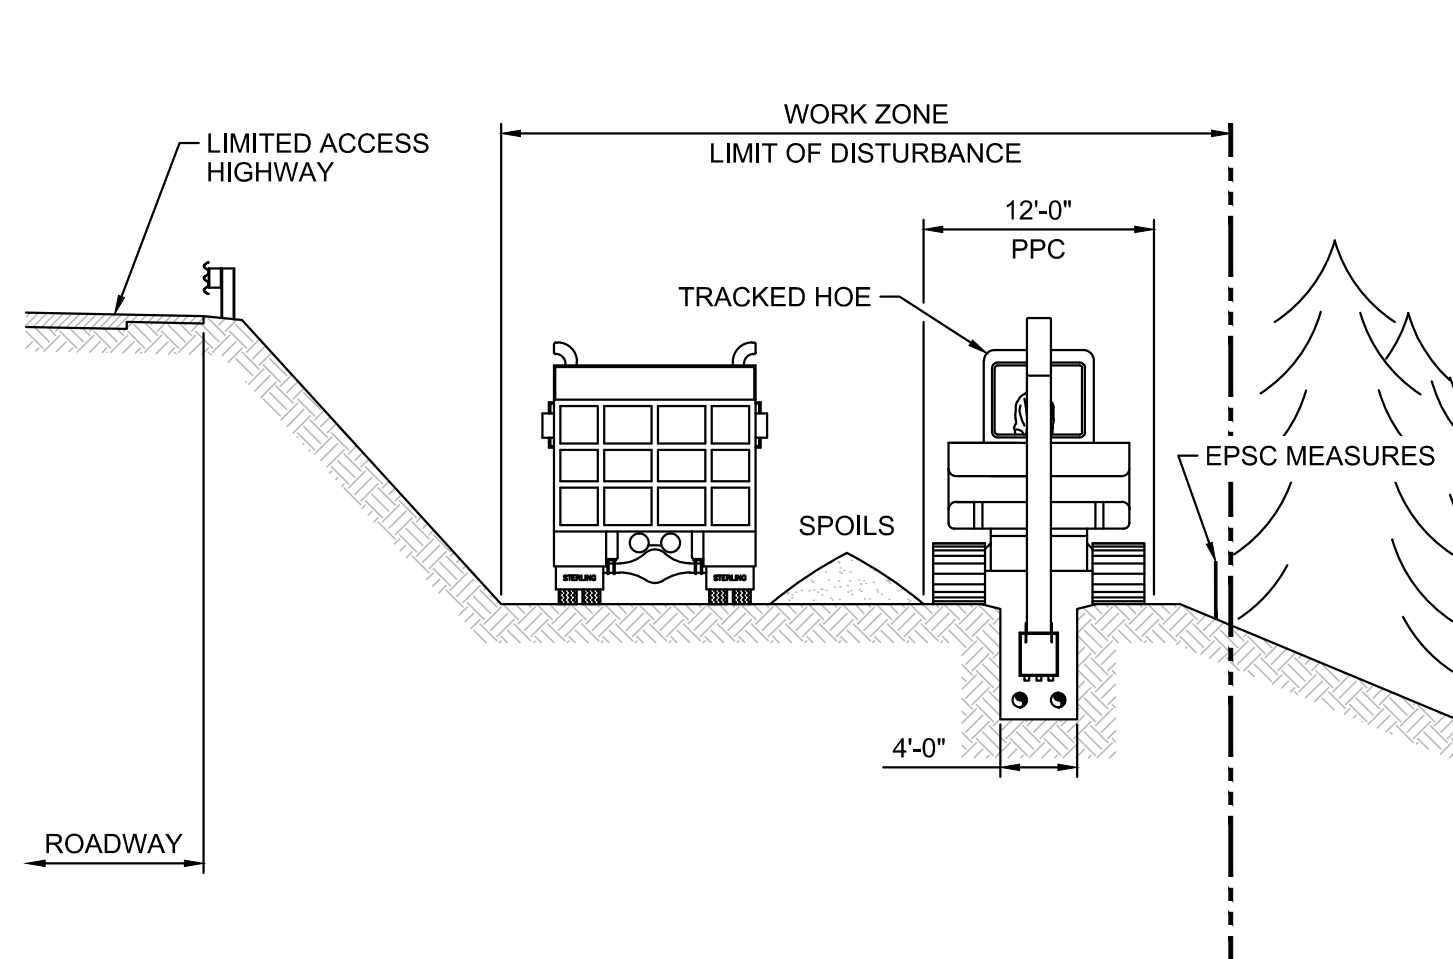 WORK ZONE
LIMIT OF DISTURBANCE
LIMITED ACCESS
HIGHWAY
12'-0"
PPC
TRACKED HOE
EPSC MEASURES
SPOILS
STERLING
STERLING
4'-0"
ROADWAY